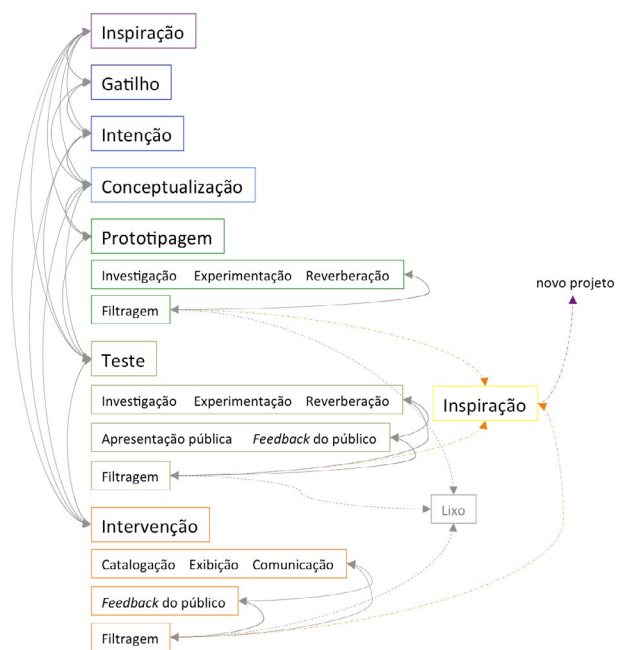 Inspiração
Gatilho
Intenção
Conceptualização
Prototipagem
Investigação Experimentação Reverberação
novo projeto
Filtragem
Teste
Investigação Experimentação Reverberação
Inspiração
Apresentação pública Feedback do público
Filtragem
Lixo
Intervenção
Catalogação Exibição Comunicação
Feedback do público
Filtragem